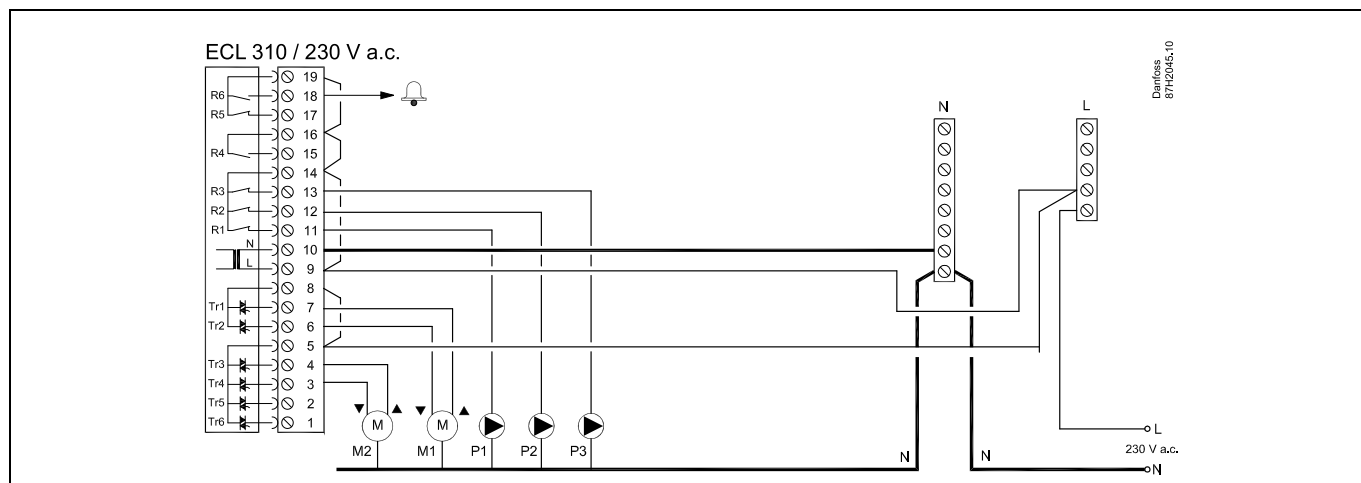 ECL 310 / 230 V a.c.
Danfoss
87H2045.10
19
R6 18
R5 17
16
R4 15
14
R3 13
R2 12
R1 11
N 10
L 9
8
Tr1 7
Tr2 6
5
Tr3 4
Tr4 3
Tr5 2
Tr6 1
N
L
M
M
M2
M1
P1
P2
P3
N
N
L
230 V a.c.
N